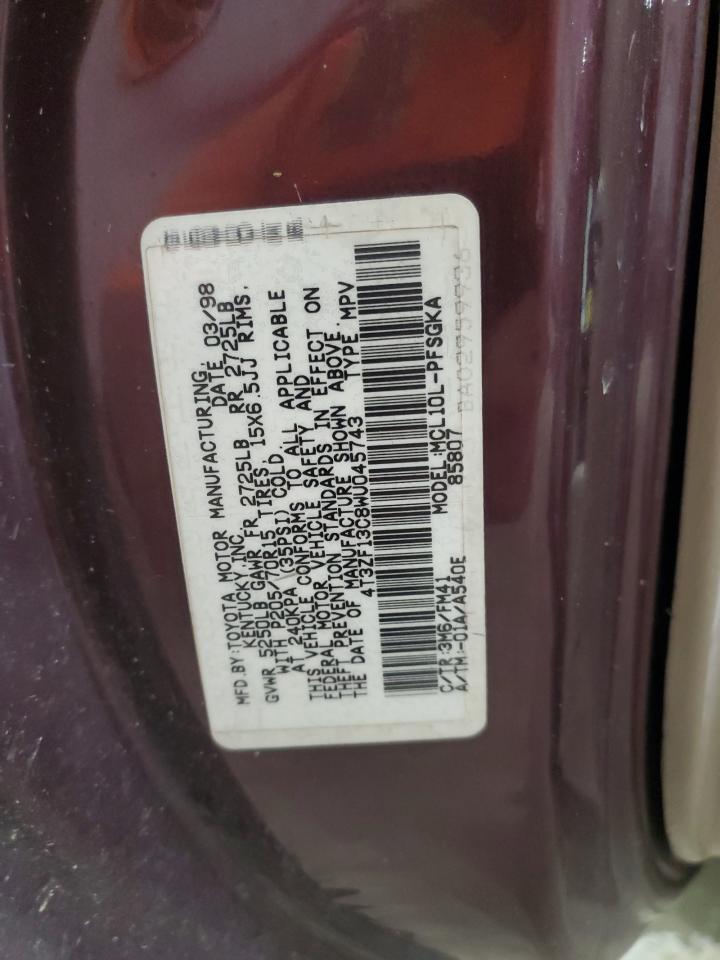 MFD.BY:TOYOTA MOTOR MANUFACTURING,
KENTUCKY,INC. DATE 03/98
GVWR 5250LB GAWR FR 2725LB RR 2725LB
WITH P205/70R15 TIRES, 15X6.5JJ RIMS,
AT 240KPA (35PSI) COLD.
THIS VEHICLE CONFORMS TO ALL APPLICABLE
FEDERAL MOTOR VEHICLE SAFETY AND
THEFT PREVENTION STANDARDS IN EFFECT ON
THE DATE OF MANUFACTURE SHOWN ABOVE.
4T3ZF13C8WU045743 TYPE MPV
C/TR:3M6/FM41 MODEL:MCL10L-PFSGKA
A/TM:-01A/A540E 85807
BA02959936